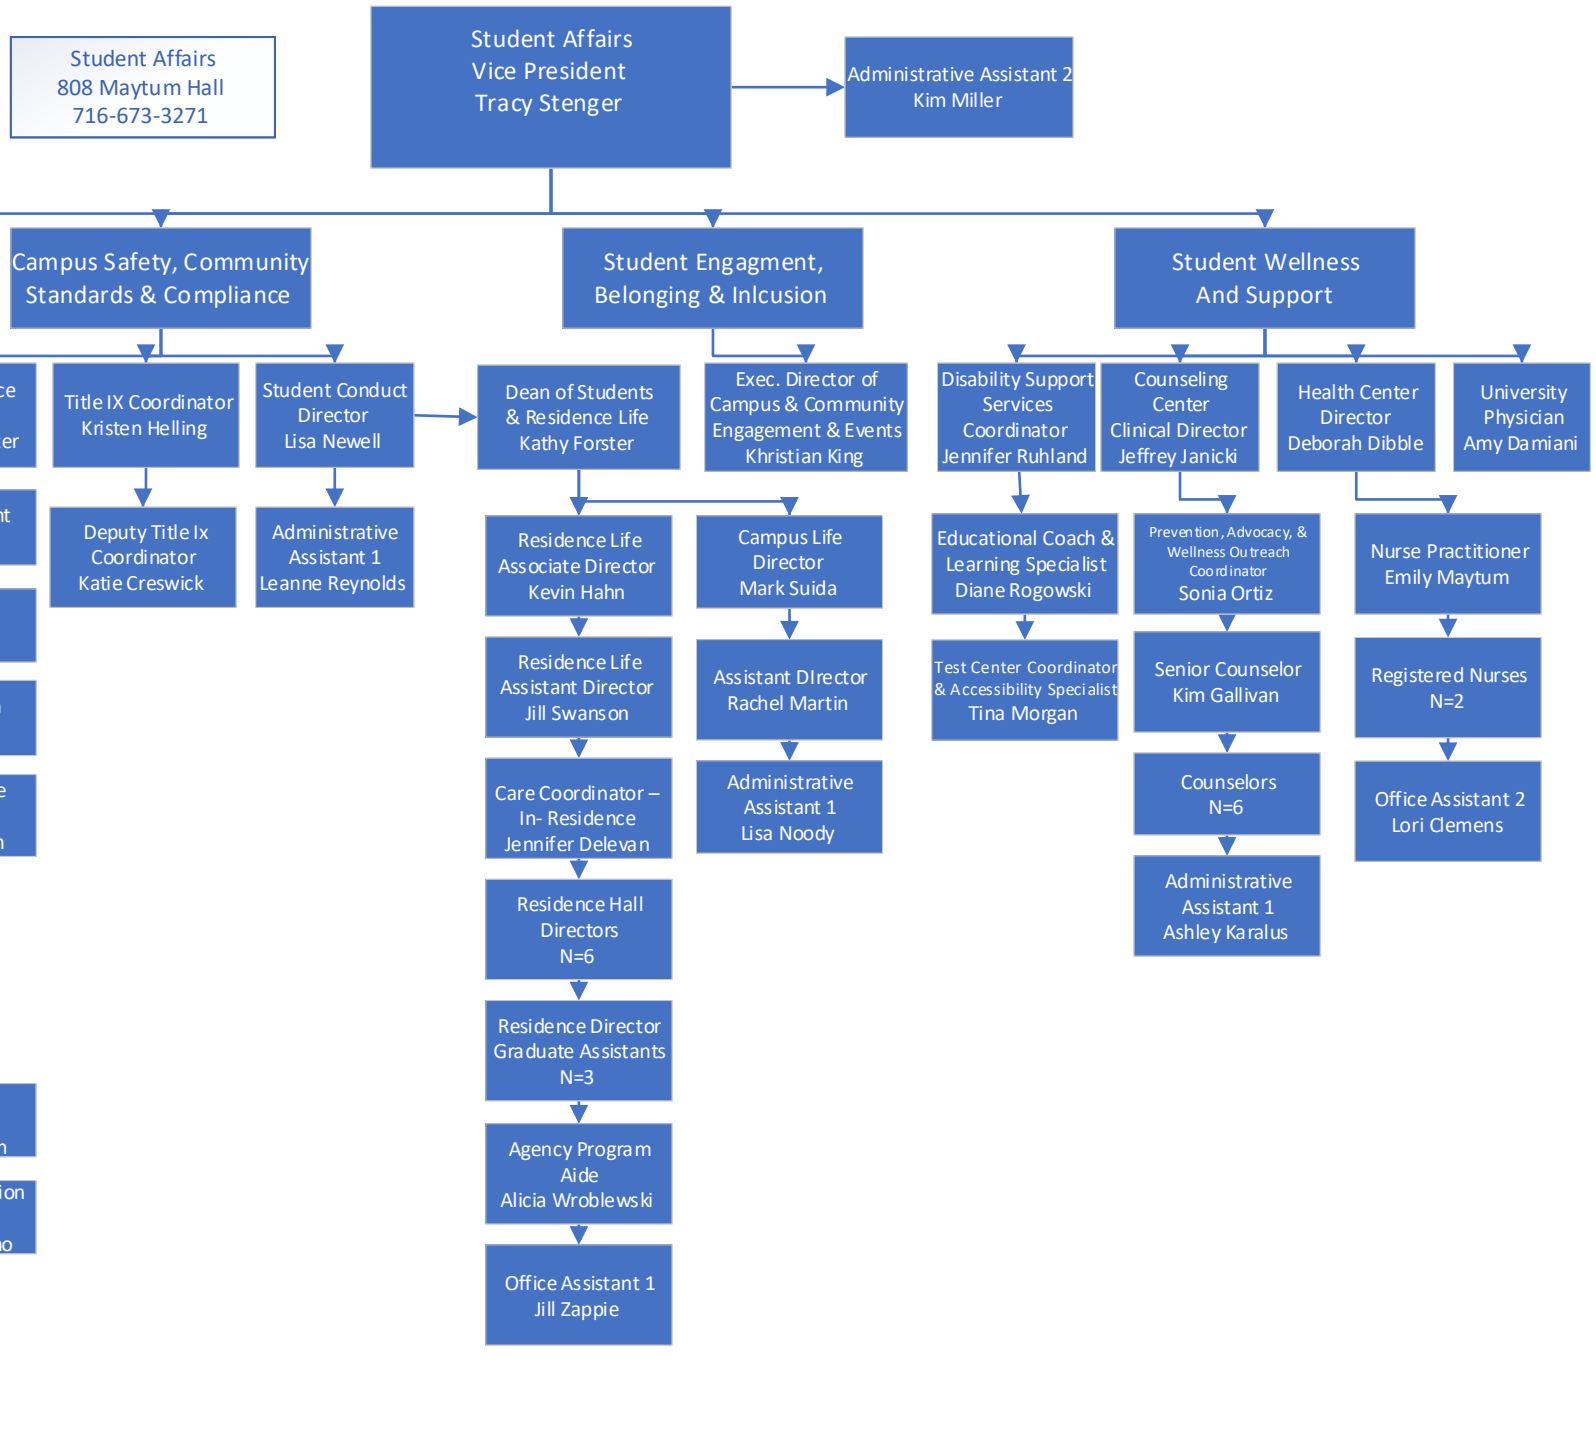 Student Affairs
808 Maytum Hall
716-673-3271
Student Affairs
Vice President
Tracy Stenger
Administrative Assistant 2
Kim Miller
Campus Safety, Community
Standards & Compliance
Student Engagment,
Belonging & Inlcusion
Student Wellness
And Support
Title IX Coordinator
Kristen Helling
Student Conduct
Director
Lisa Newell
Dean of Students
& Residence Life
Kathy Forster
Exec. Director of
Campus & Community
Engagement & Events
Khristian King
Disability Support
Services
Coordinator
Jennifer Ruhland
Counseling
Center
Clinical Director
Jeffrey Janicki
Health Center
Director
Deborah Dibble
University
Physician
Amy Damiani
Deputy Title Ix
Coordinator
Katie Creswick
Administrative
Assistant 1
Leanne Reynolds
Residence Life
Associate Director
Kevin Hahn
Residence Life
Assistant Director
Jill Swanson
Care Coordinator –
In- Residence
Jennifer Delevan
Residence Hall
Directors
N=6
Residence Director
Graduate Assistants
N=3
Agency Program
Aide
Alicia Wroblewski
Office Assistant 1
Jill Zappie
Campus Life
Director
Mark Suida
Assistant DIrector
Rachel Martin
Administrative
Assistant 1
Lisa Noody
Educational Coach &
Learning Specialist
Diane Rogowski
Test Center Coordinator
& Accessibility Specialist
Tina Morgan
Prevention, Advocacy, &
Wellness Outreach
Coordinator
Sonia Ortiz
Senior Counselor
Kim Gallivan
Counselors
N=6
Administrative
Assistant 1
Ashley Karalus
Nurse Practitioner
Emily Maytum
Registered Nurses
N=2
Office Assistant 2
Lori Clemens